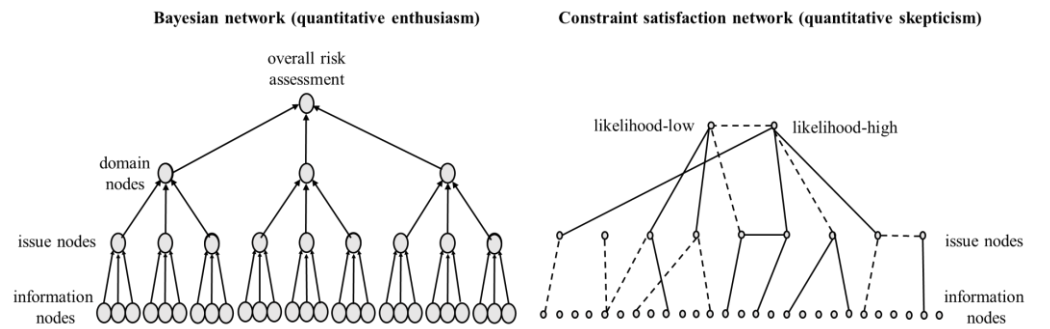 Bayesian network (quantitative enthusiasm)
overall risk
assessment
domain
nodes
issue nodes
information
nodes
Constraint satisfaction network (quantitative skepticism)
likelihood-low
likelihood-high
issue nodes
information
nodes